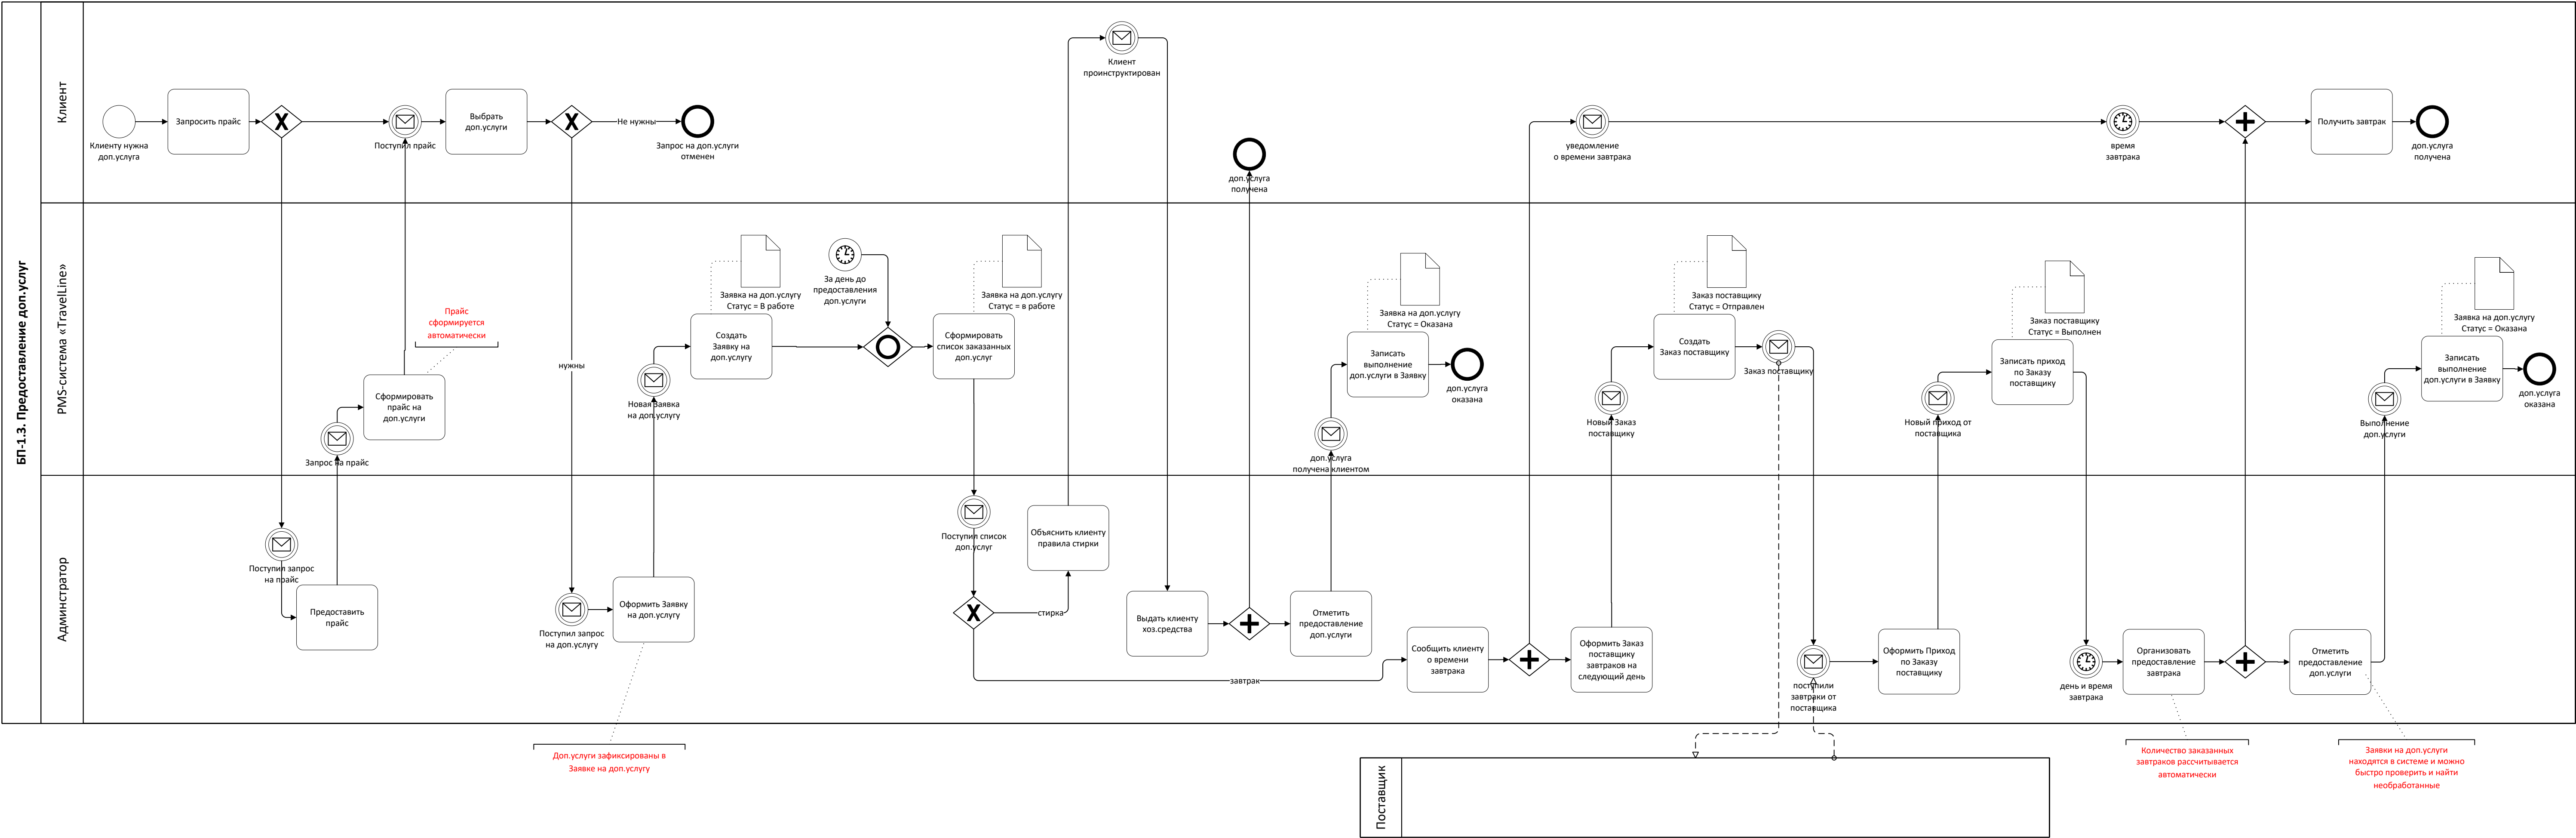 БП-1.3. Предоставление доп.услуг
Клиент
Клиенту нужна
доп.услуга
Запросить прайс
X
Поступил прайс
Выбрать
доп.услуги
X
Не нужны
Запрос на доп.услуги
отменен
Клиент
проинструктирован
доп.услуга
получена
уведомление
о времени завтрака
время
завтрака
Получить завтрак
доп.услуга
получена
PMS-система «TravelLine»
Запрос на прайс
Сформировать
прайс на
доп.услуги
Прайс
сформируется
автоматически
нужны
Новая Заявка
на доп.услугу
Создать
Заявку на
доп.услугу
Заявка на доп.услугу
Статус = В работе
За день до
предоставления
доп.услуги
Сформировать
список заказанных
доп.услуг
Заявка на доп.услугу
Статус = в работе
доп.услуга
получена клиентом
Записать
выполнение
доп.услуги в Заявку
Заявка на доп.услугу
Статус = Оказана
доп.услуга
оказана
Новый Заказ
поставщику
Создать
Заказ поставщику
Заказ поставщику
Статус = Отправлен
Заказ поставщику
Новый приход от
поставщика
Записать приход
по Заказу
поставщику
Заказ поставщику
Статус = Выполнен
Выполнение
доп.услуги
Записать
выполнение
доп.услуги в Заявку
Заявка на доп.услугу
Статус = Оказана
доп.услуга
оказана
Админстратор
Поступил запрос
на прайс
Предоставить
прайс
Поступил запрос
на доп.услугу
Оформить Заявку
на доп.услугу
Поступил список
доп.услуг
X
стирка
завтрак
Объяснить клиенту
правила стирки
Выдать клиенту
хоз.средства
Отметить
предоставление
доп.услуги
Сообщить клиенту
о времени
завтрака
Оформить Заказ
поставщику
завтраков на
следующий день
поступили
завтраки от
поставщика
Оформить Приход
по Заказу
поставщику
день и время
завтрака
Организовать
предоставление
завтрака
Отметить
предоставление
доп.услуги
Доп.услуги зафиксированы в
Заявке на доп.услугу
Количество заказанных
завтраков рассчитывается
автоматически
Заявки на доп.услуги
находятся в системе и можно
быстро проверить и найти
необработанные
Поставщик